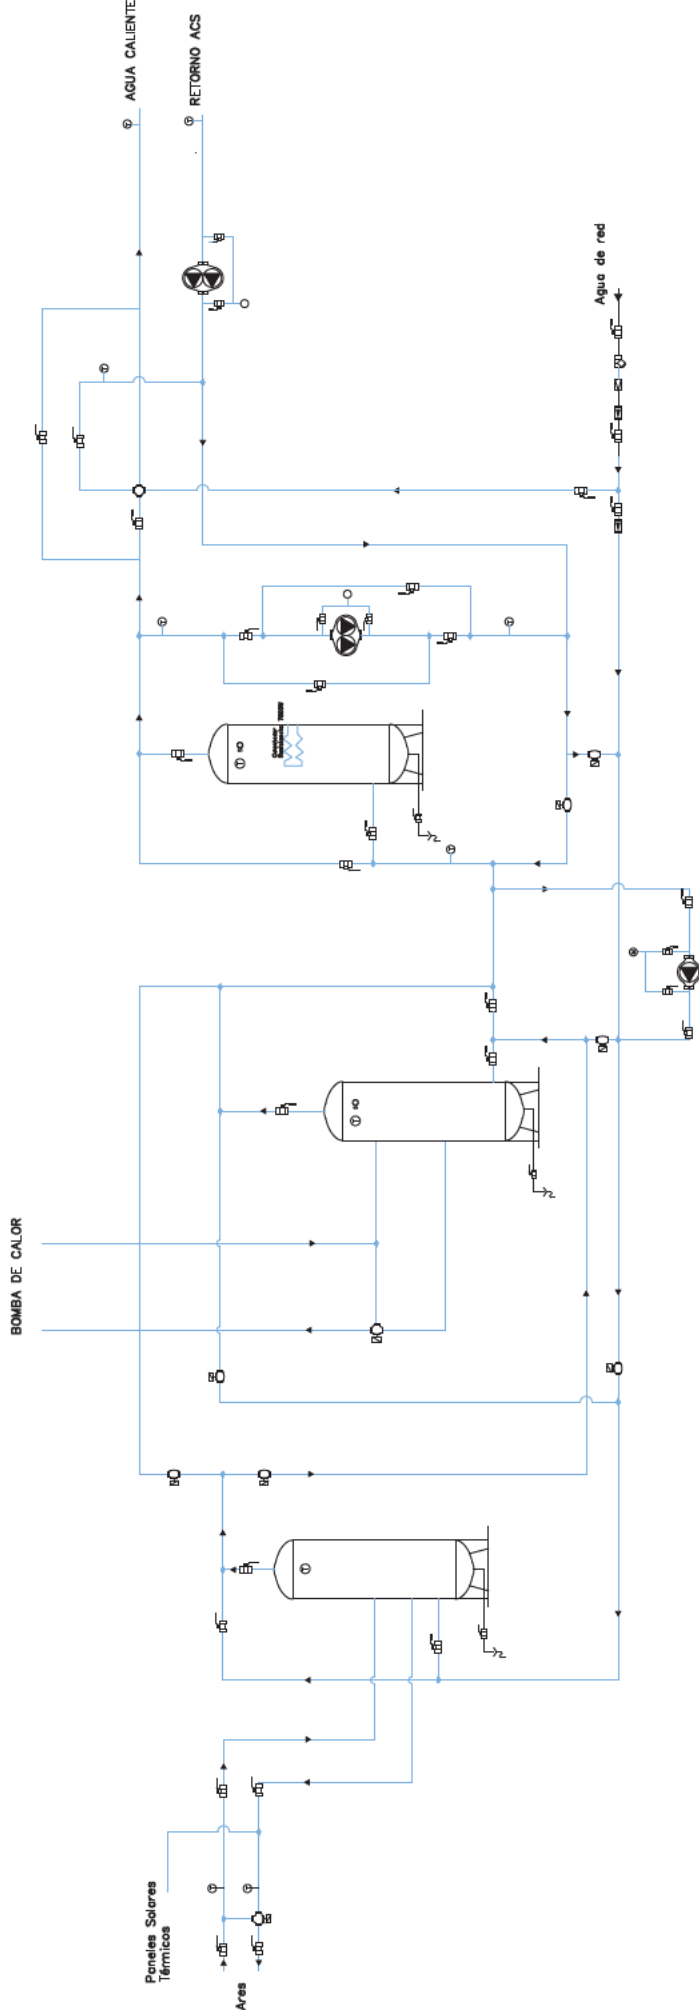 AGUA CALIENTE
RETORNO ACS
Agua de red
BOMBA DE CALOR
Paneles Solares
Térmicos
Ares